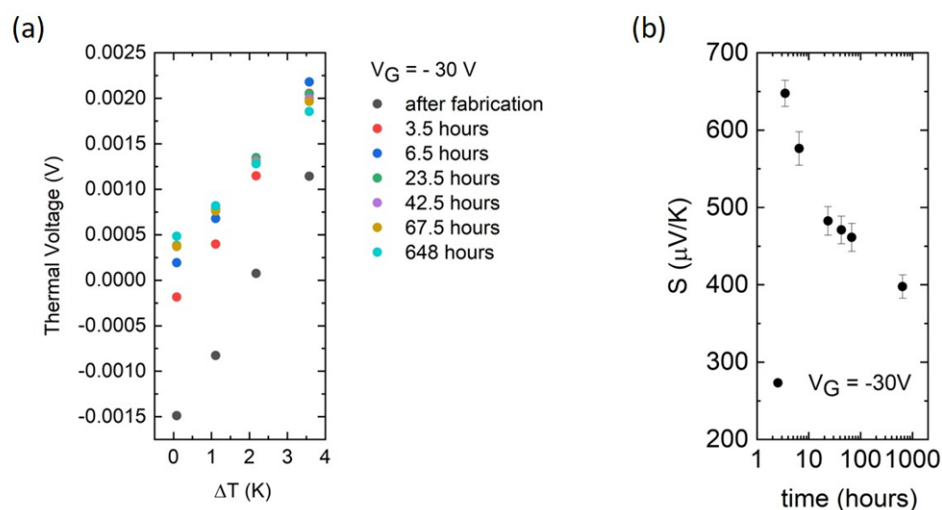 (a)
0.0025
0.0020
0.0015
0.0010
0.0005
0.0000
-0.0005
-0.0010
-0.0015
Thermal Voltage (V)
0 1 2 3 4
ΔT (K)
V_G = - 30 V
after fabrication
3.5 hours
6.5 hours
23.5 hours
42.5 hours
67.5 hours
648 hours
(b)
700
600
500
400
300
200
S (μV/K)
V_G = -30V
1 10 100 1000
time (hours)